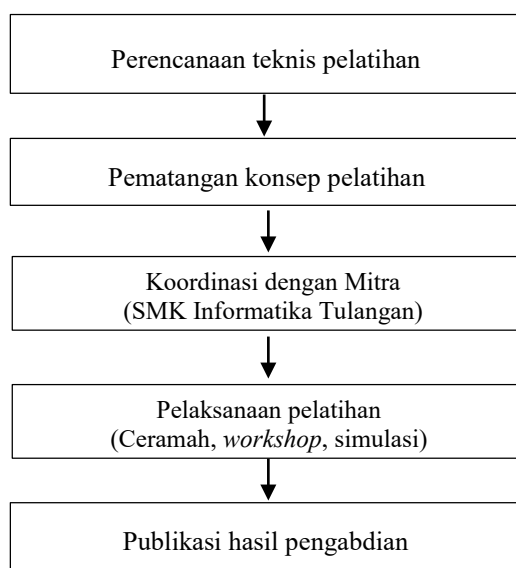 Perencanaan teknis pelatihan
Pematangan konsep pelatihan
Koordinasi dengan Mitra
(SMK Informatika Tulangan)
Pelaksanaan pelatihan
(Ceramah, workshop, simulasi)
Publikasi hasil pengabdian